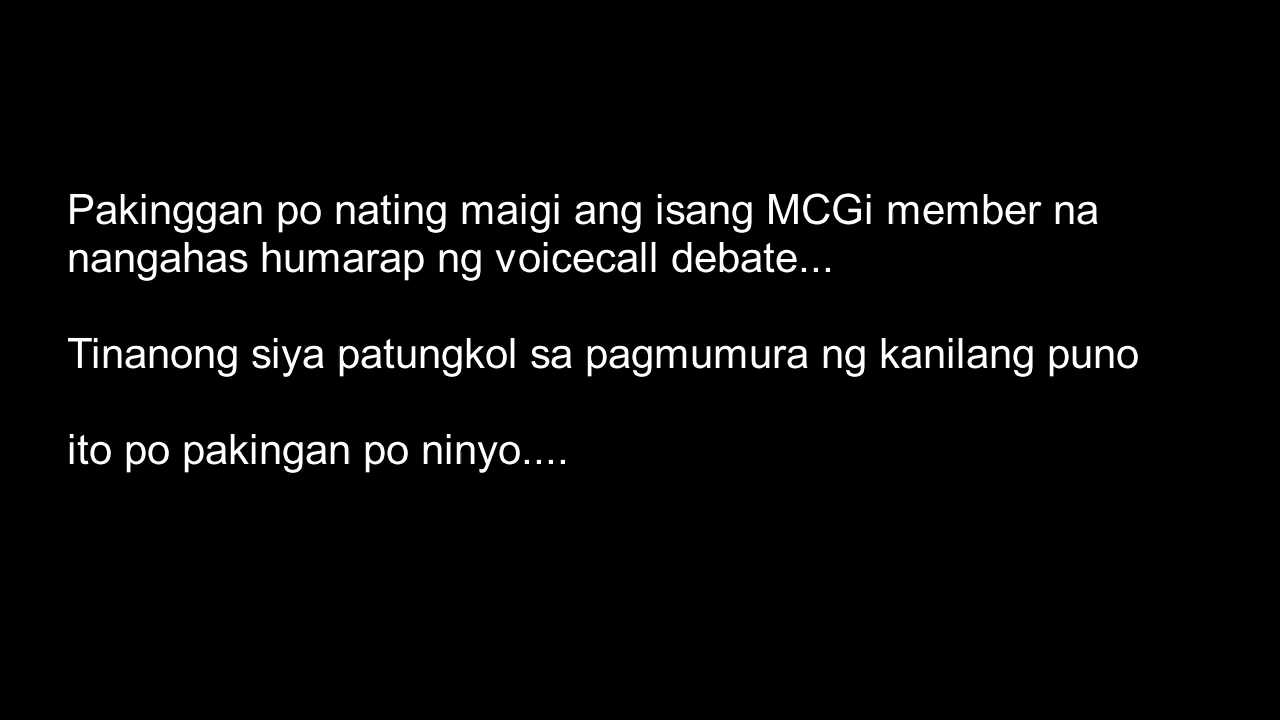 Pakinggan po nating maigi ang isang MCGi member na
nangahas humarap ng voicecall debate...
Tinanong siya patungkol sa pagmumura ng kanilang puno
ito po pakingan po ninyo....